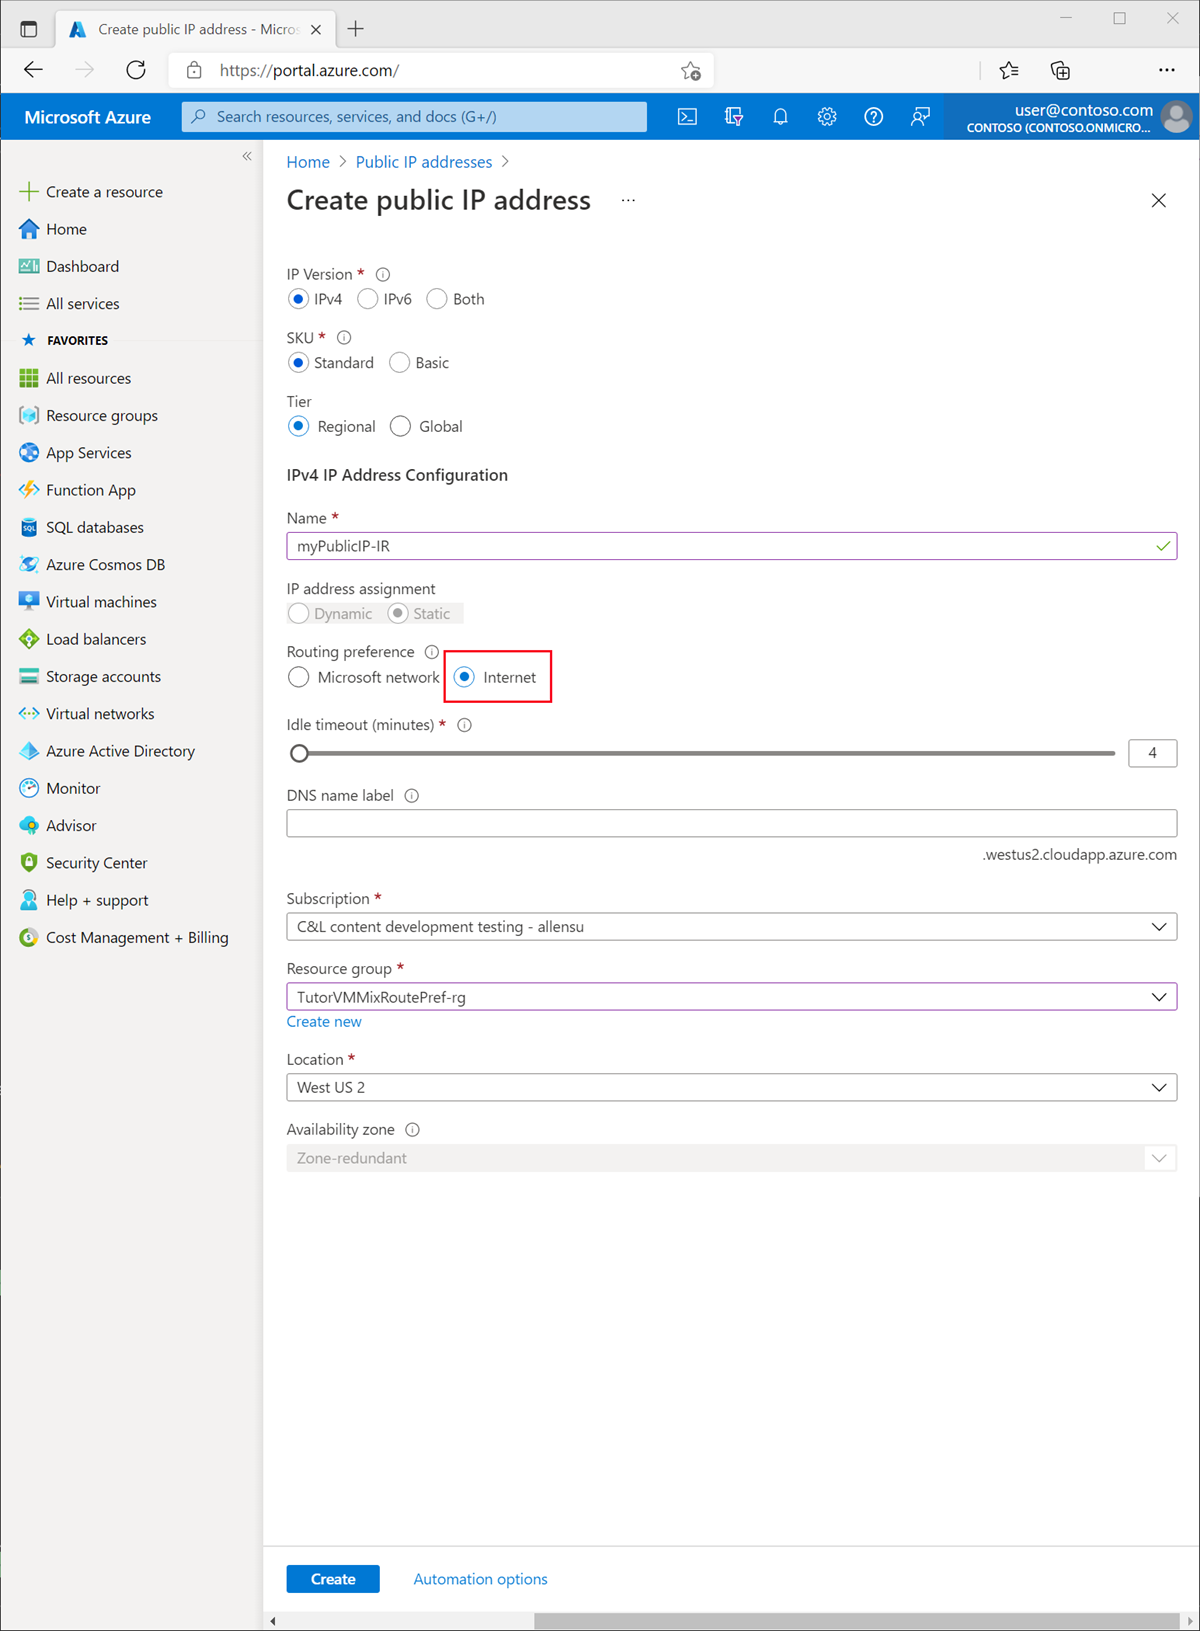 Create public IP address - Micros
https://portal.azure.com/
Microsoft Azure
Search resources, services, and docs (G+/)
user@contoso.com
CONTOSO (CONTOSO.ONMICRO...
Create a resource
Home
Dashboard
All services
FAVORITES
All resources
Resource groups
App Services
Function App
SQL databases
Azure Cosmos DB
Virtual machines
Load balancers
Storage accounts
Virtual networks
Azure Active Directory
Monitor
Advisor
Security Center
Help + support
Cost Management + Billing
Home > Public IP addresses >
Create public IP address ...
IP Version *
IPv4 IPv6 Both
SKU *
Standard Basic
Tier
Regional Global
IPv4 IP Address Configuration
Name *
myPublicIP-IR
IP address assignment
Dynamic Static
Routing preference
Microsoft network Internet
Idle timeout (minutes) *
4
DNS name label
.westus2.cloudapp.azure.com
Subscription *
C&L content development testing - allensu
Resource group *
TutorVMMixRoutePref-rg
Create new
Location *
West US 2
Availability zone
Zone-redundant
Create Automation options